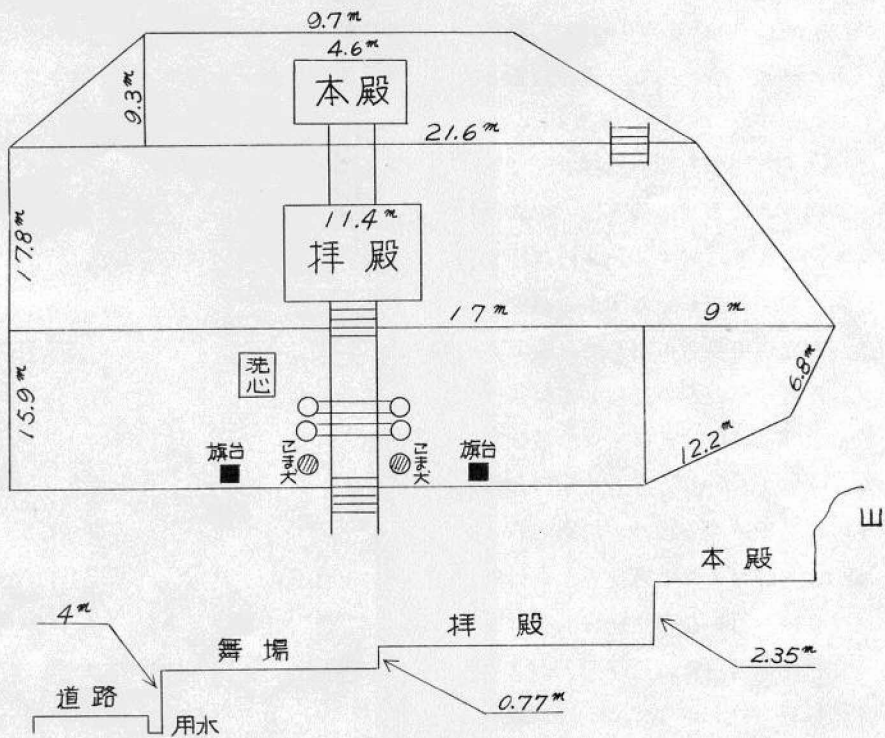 9.7m
4.6m
本殿
9.3m
21.6m
11.4m
拝殿
17.8m
17m
9m
洗心
6.8m
15.9m
旗台
こま犬
こま犬
旗台
12.2m
山
本殿
4m
舞場
拝殿
2.35m
0.77m
道路
用水